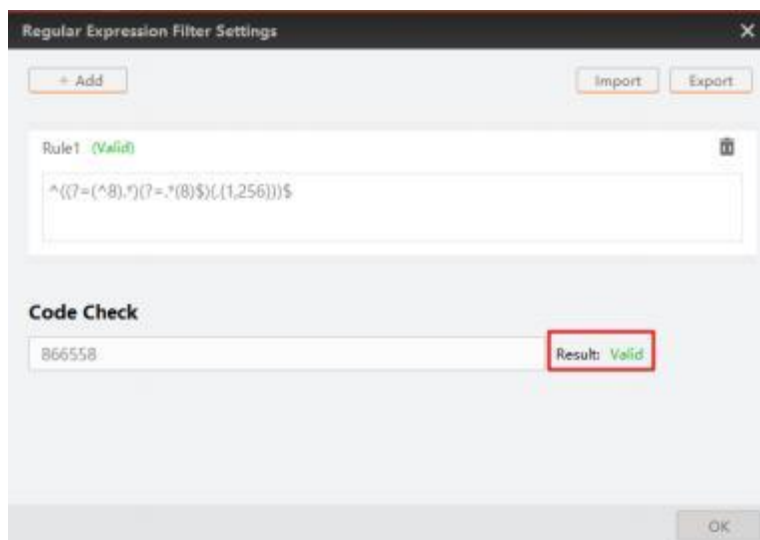 Regular Expression Filter Settings
+ Add
Import
Export
Rule1 (Valid)
^((?=(^8).*)(?=.*(8)$)(.{1,256}))$
Code Check
866558
Result: Valid
OK